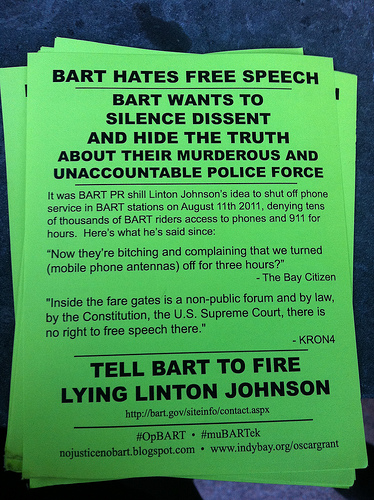 BART HATES FREE SPEECH
BART WANTS TO
SILENCE DISSENT
AND HIDE THE TRUTH
ABOUT THEIR MURDEROUS AND
UNACCOUNTABLE POLICE FORCE
It was BART PR shill Linton Johnson's idea to shut off phone
service in BART stations on August 11th 2011, denying tens
of thousands of BART riders access to phones and 911 for
hours. Here's what he's said since:
"Now they're bitching and complaining that we turned
(mobile phone antennas) off for three hours?"
- The Bay Citizen
"Inside the fare gates is a non-public forum and by law,
by the Constitution, the U.S. Supreme Court, there is
no right to free speech there."
- KRON4
TELL BART TO FIRE
LYING LINTON JOHNSON
http://bart.gov/siteinfo/contact.aspx
#OpBART • #muBARTek
nojusticenobart.blogspot.com • www.indybay.org/oscargrant